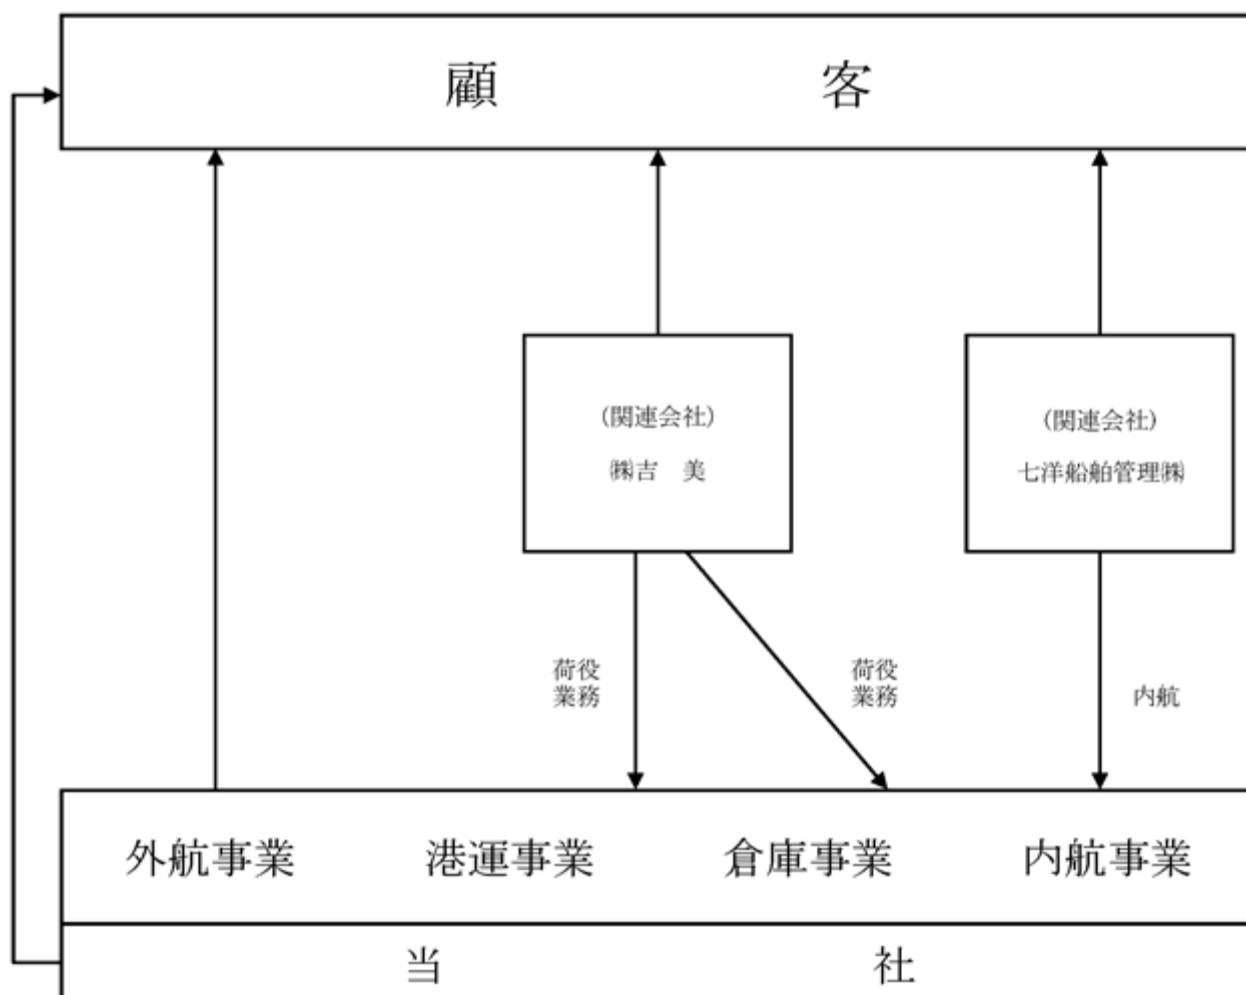 顧　客
(関連会社)
㈱吉　美
(関連会社)
七洋船舶管理㈱
荷役
業務
荷役
業務
内航
外航事業
港運事業
倉庫事業
内航事業
当　社